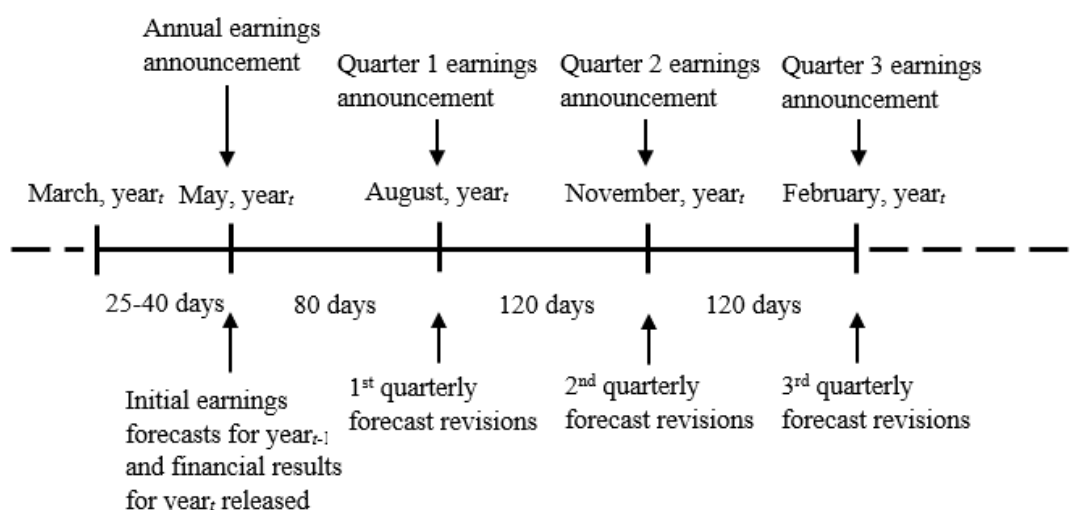 Annual earnings
announcement
Quarter 1 earnings
announcement
Quarter 2 earnings
announcement
Quarter 3 earnings
announcement
March, yearₜ
May, yearₜ
August, yearₜ
November, yearₜ
February, yearₜ
25-40 days
80 days
120 days
120 days
Initial earnings
forecasts for yearₜ₋₁
and financial results
for yearₜ released
1st quarterly
forecast revisions
2nd quarterly
forecast revisions
3rd quarterly
forecast revisions